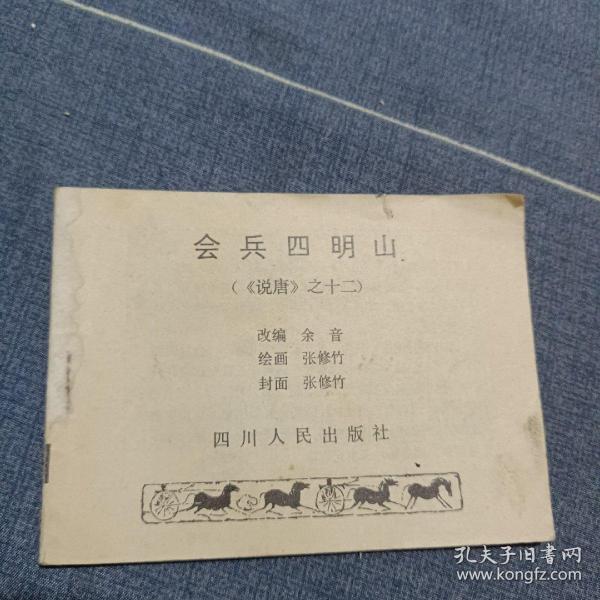 会兵四明山
(《说唐》之十二)
改编 余音
绘画 张修竹
封面 张修竹
四川人民出版社
孔夫子旧书网
www.kongfz.com